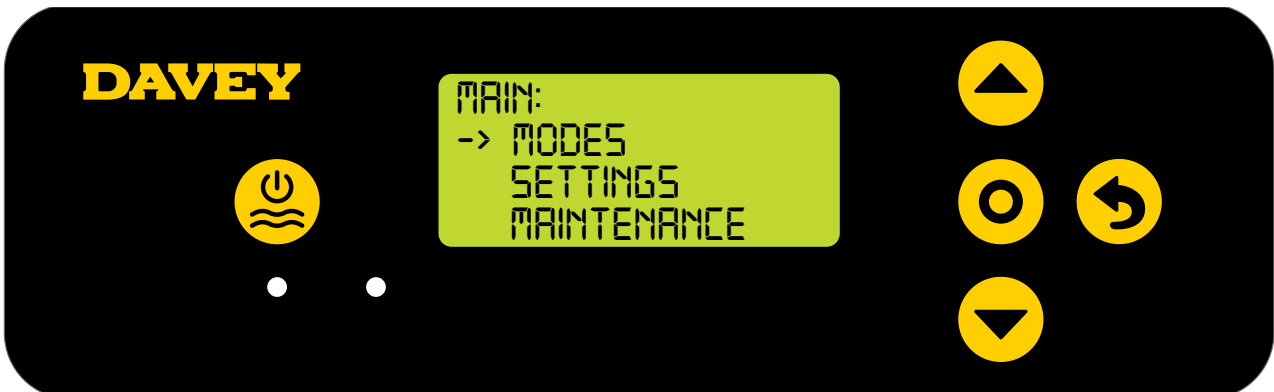 DAVEY
MAIN:
-> MODES
SETTINGS
MAINTENANCE